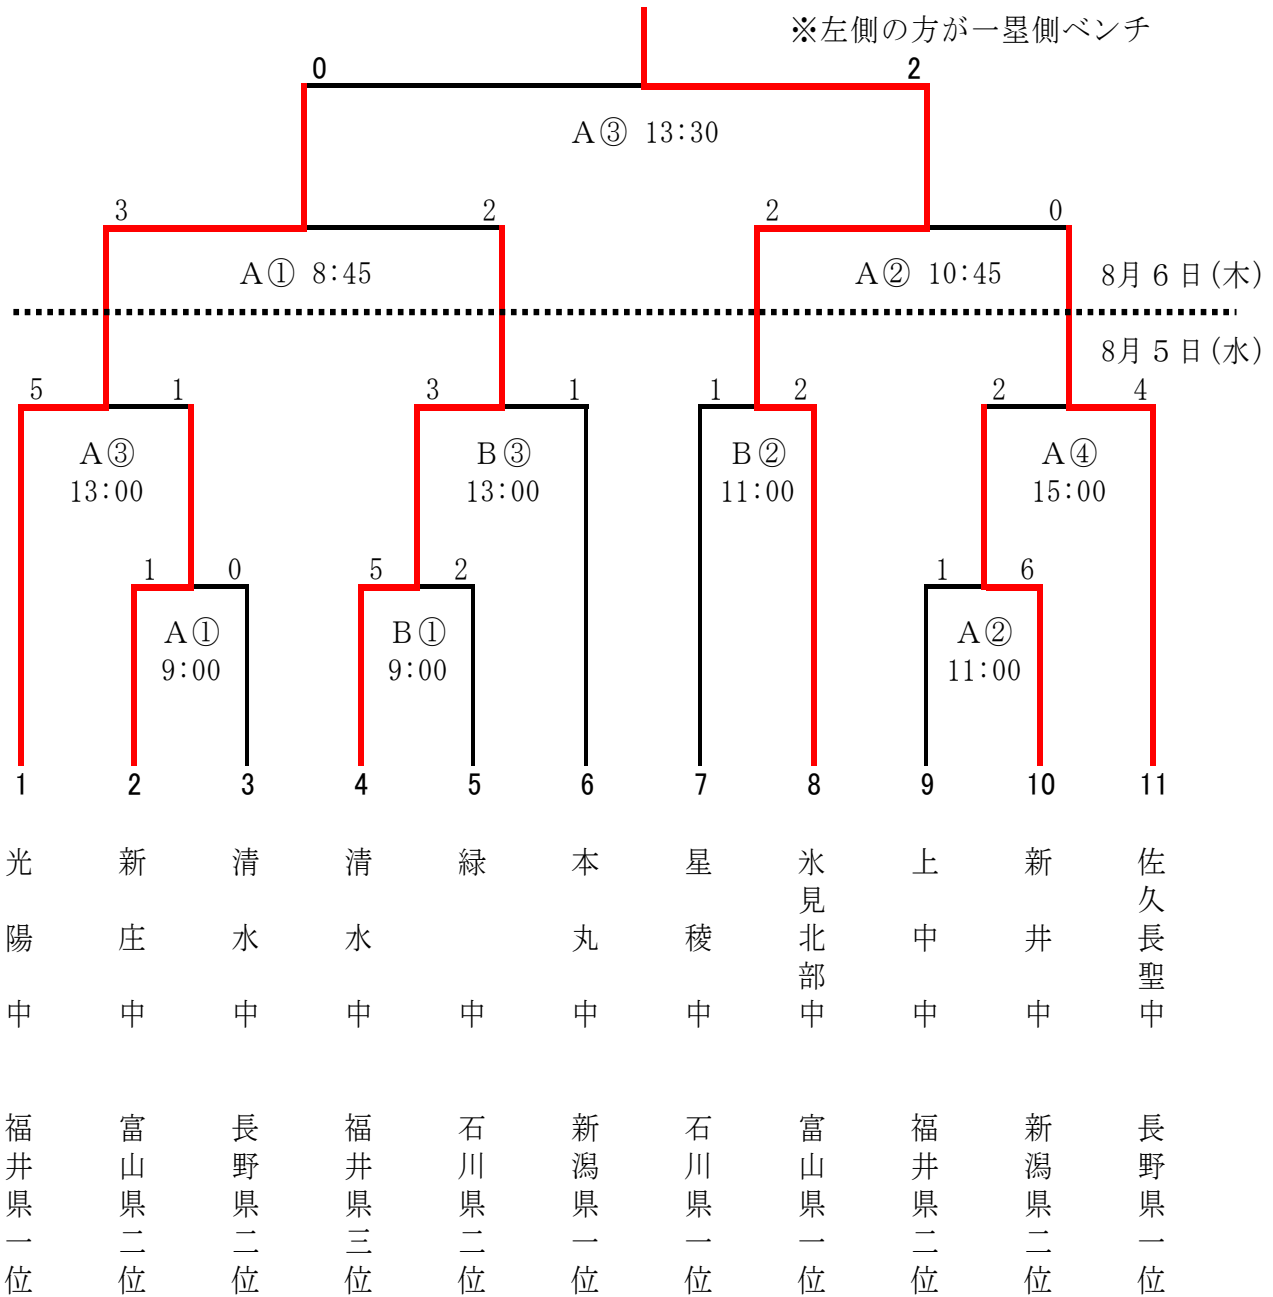 ※左側の方が一塁側ベンチ
0 2
A③ 13:30
3 2 2 0
A① 8:45 A② 10:45 8月6日(木)
8月5日(水)
5 1 3 1 1 2 2 4
A③ B③ B② A④
13:00 13:00 11:00 15:00
1 0 5 2 1 6
A① B① A②
9:00 9:00 11:00
1 2 3 4 5 6 7 8 9 10 11
光陽中
新庄中
清水中
清水中
緑中
本丸中
星稜中
氷見北部中
上中中
新井中
佐久長聖中
福井県一位
富山県二位
長野県二位
福井県三位
石川県二位
新潟県一位
石川県一位
富山県一位
福井県二位
新潟県二位
長野県一位